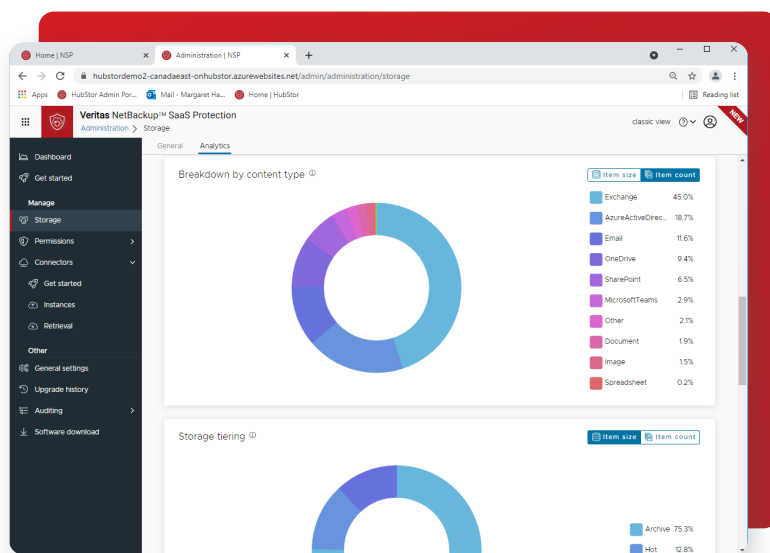 Home | NSP
Administration | NSP
hubstordemo2-canadaeast-onhubstor.azurewebsites.net/admin/administration/storage
Apps
HubStor Admin Por...
Mail - Margaret Ha...
Home | HubStor
Reading list
Veritas NetBackup™ SaaS Protection
Administration > Storage
classic view
NEW
General
Analytics
Dashboard
Get started
Manage
Storage
Permissions
Connectors
Get started
Instances
Retrieval
Other
General settings
Upgrade history
Auditing
Software download
Breakdown by content type
Item size
Item count
Exchange 45.0%
AzureActiveDirec... 18.7%
Email 11.6%
OneDrive 9.4%
SharePoint 6.5%
MicrosoftTeams 2.9%
Other 2.1%
Document 1.9%
Image 1.5%
Spreadsheet 0.2%
Storage tiering
Item size
Item count
Archive 75.3%
Hot 12.8%